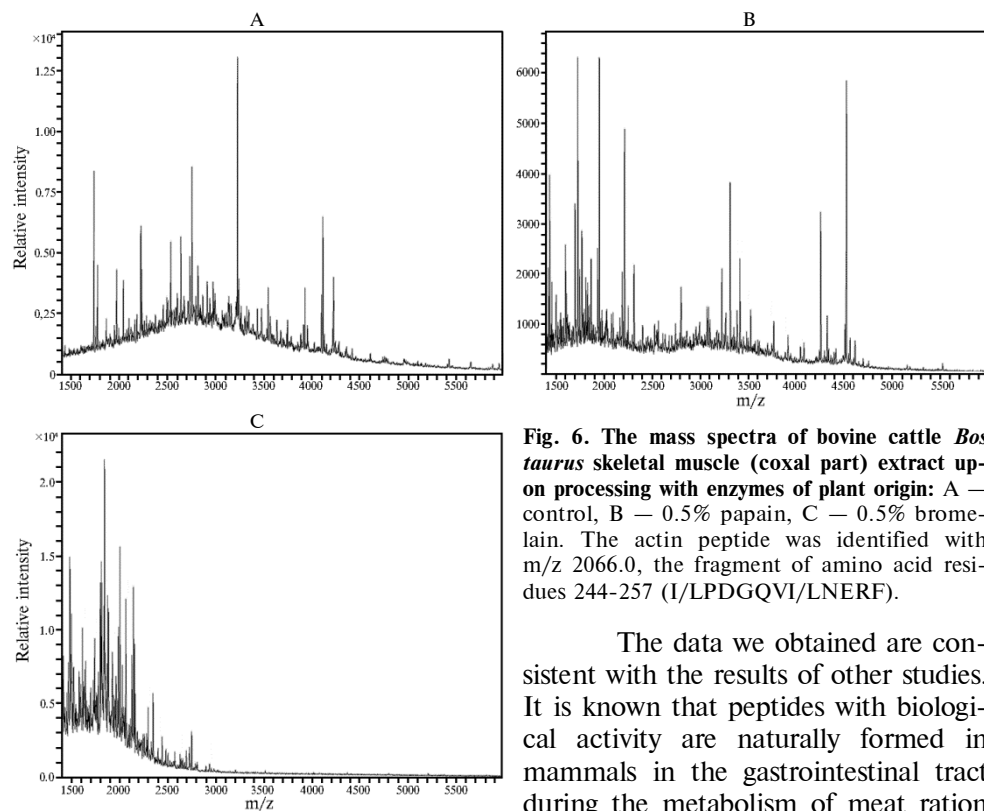 A
×10⁴
1.25
1.00
0.75
0.50
0,25
0
Relative intensity
1500 2000 2500 3000 3500 4000 4500 5000 5500
B
6000
5000
4000
3000
2000
1000
1500 2000 2500 3000 3500 4000 4500 5000 5500
m/z
C
×10⁴
2.0
1.5
1.0
0.5
0.0
Relative intensity
1500 2000 2500 3000 3500 4000 4500 5000 5500
m/z
Fig. 6. The mass spectra of bovine cattle Bos
taurus skeletal muscle (coxal part) extract up-
on processing with enzymes of plant origin: A —
control, B — 0.5% papain, C — 0.5% brome-
lain. The actin peptide was identified with
m/z 2066.0, the fragment of amino acid resi-
dues 244-257 (I/LPDGQVI/LNERF).
The data we obtained are con-
sistent with the results of other studies.
It is known that peptides with biologi-
cal activity are naturally formed in
mammals in the gastrointestinal tract
during the metabolism of meat ration